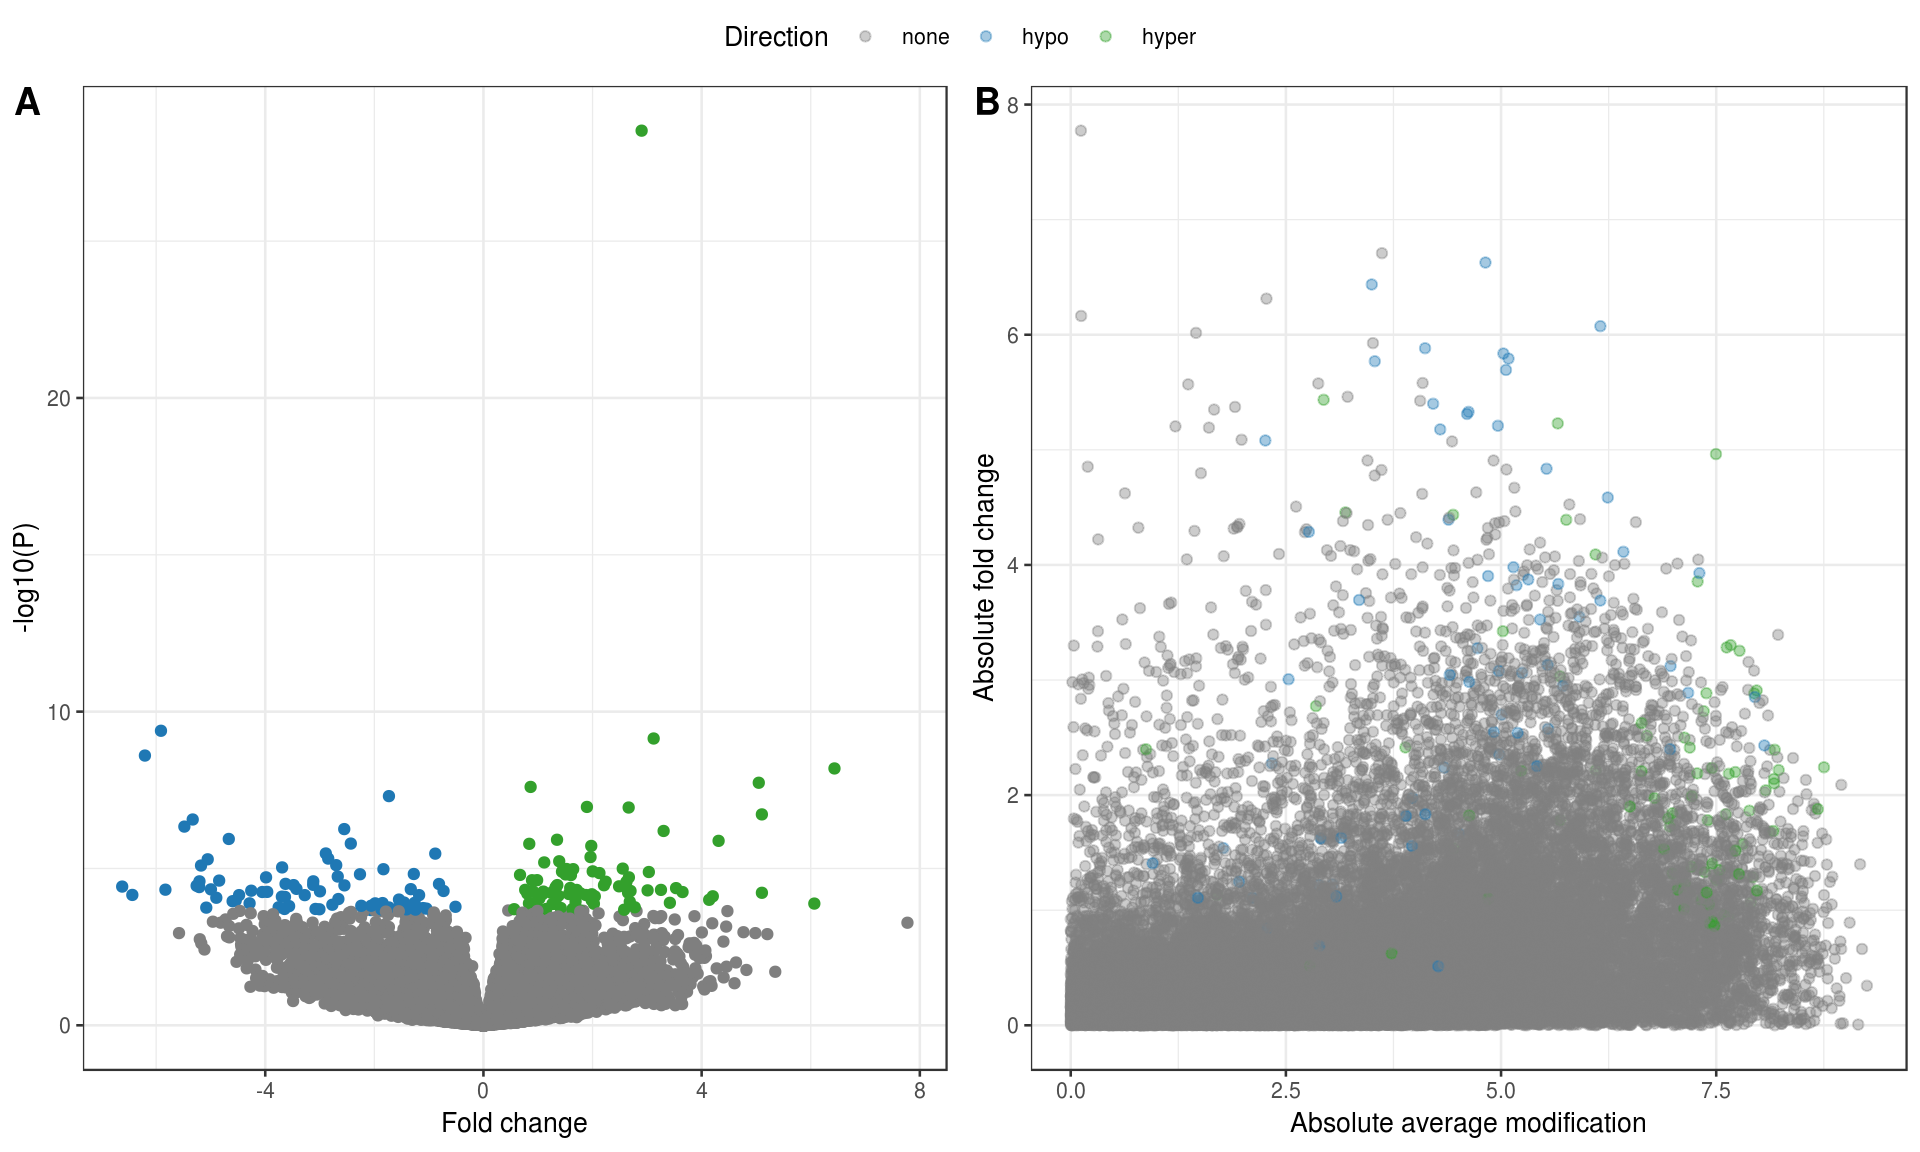 Direction none hypo hyper
A
-log10(P)
20
10
0
-4 0 4 8
Fold change
B
Absolute fold change
8
6
4
2
0
0.0 2.5 5.0 7.5
Absolute average modification